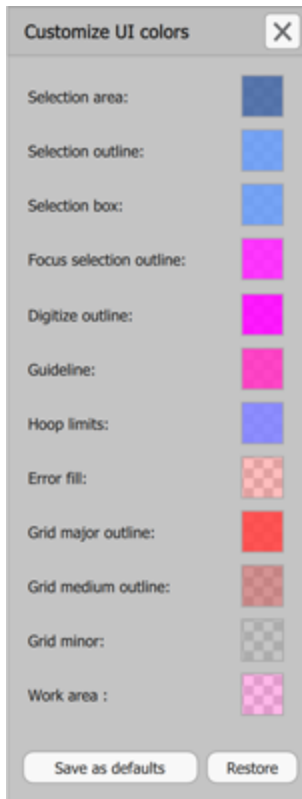 Customize UI colors
Selection area:
Selection outline:
Selection box:
Focus selection outline:
Digitize outline:
Guideline:
Hoop limits:
Error fill:
Grid major outline:
Grid medium outline:
Grid minor:
Work area :
Save as defaults
Restore